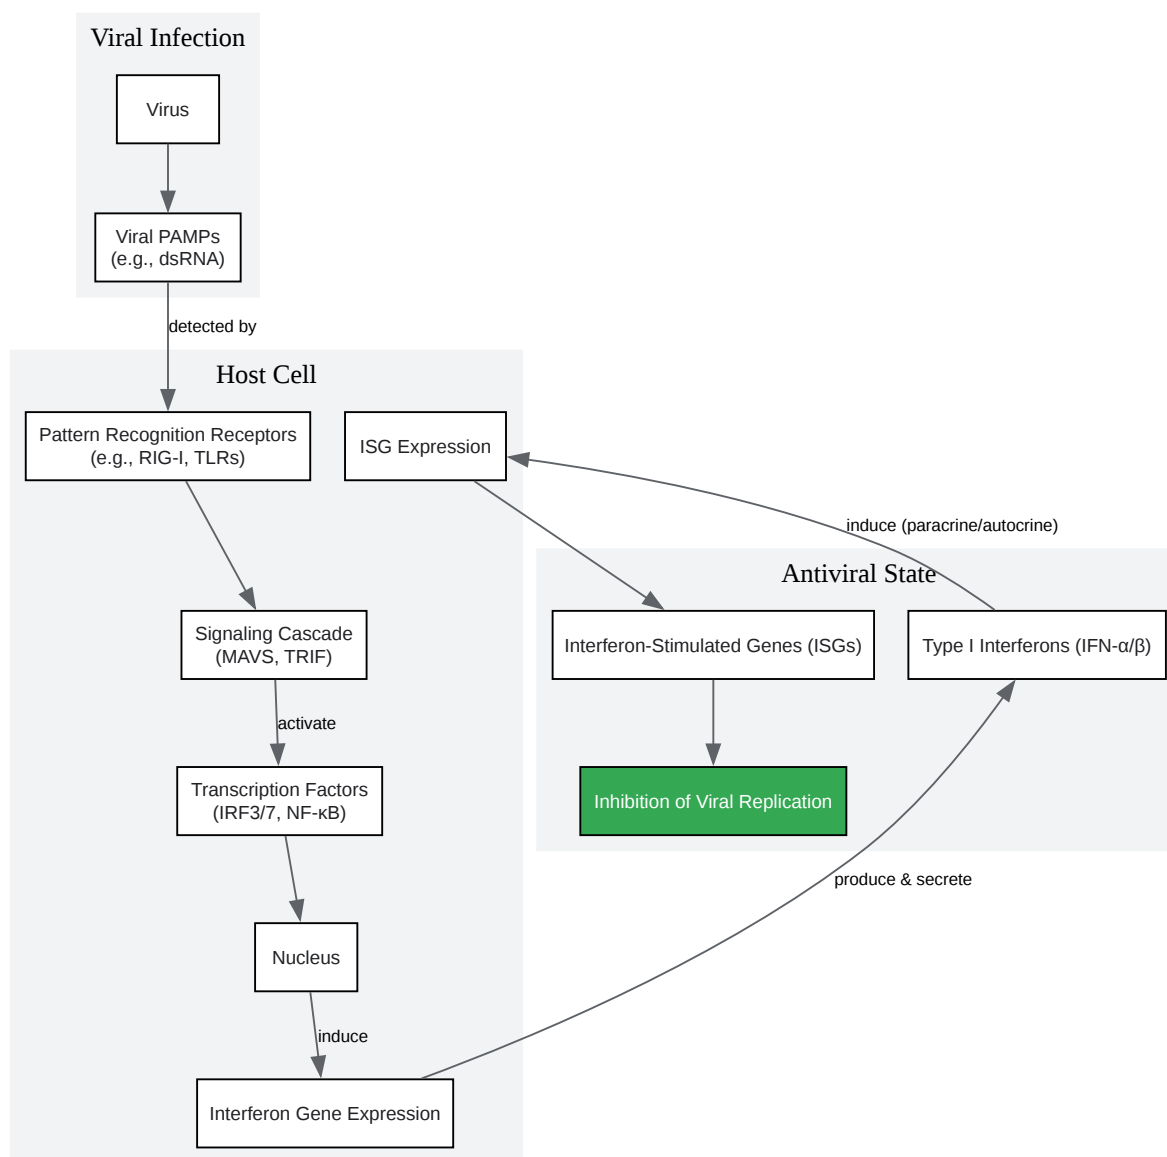 Viral Infection
Virus
Viral PAMPs
(e.g., dsRNA)
detected by
Host Cell
Pattern Recognition Receptors
(e.g., RIG-I, TLRs)
ISG Expression
induce (paracrine/autocrine)
Antiviral State
Signaling Cascade
(MAVS, TRIF)
Interferon-Stimulated Genes (ISGs)
Type I Interferons (IFN-α/β)
activate
Transcription Factors
(IRF3/7, NF-κB)
Inhibition of Viral Replication
produce & secrete
Nucleus
induce
Interferon Gene Expression